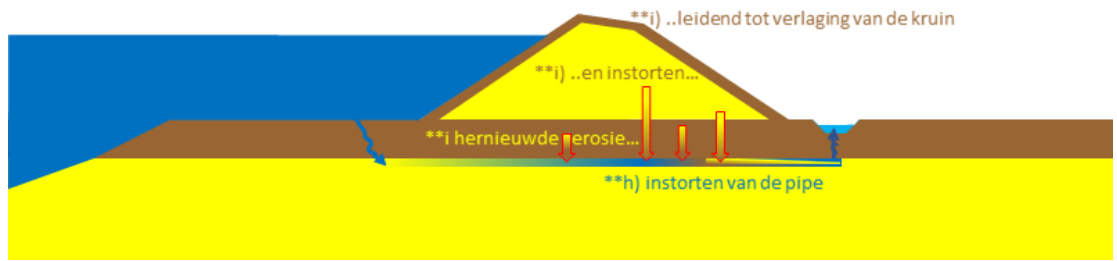 **i) ..leidend tot verlaging van de kruin
**i) ..en instorten...
**i hernieuwde erosie...
**h) instorten van de pipe